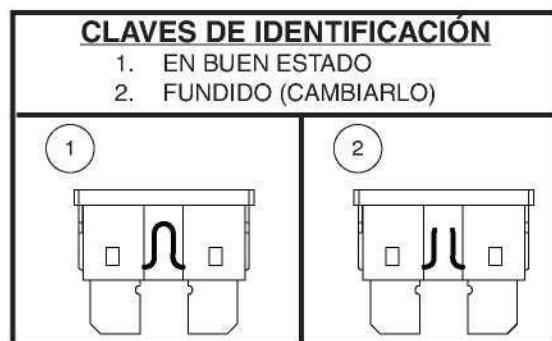 CLAVES DE IDENTIFICACIÓN
1. EN BUEN ESTADO
2. FUNDIDO (CAMBIARLO)
1
2